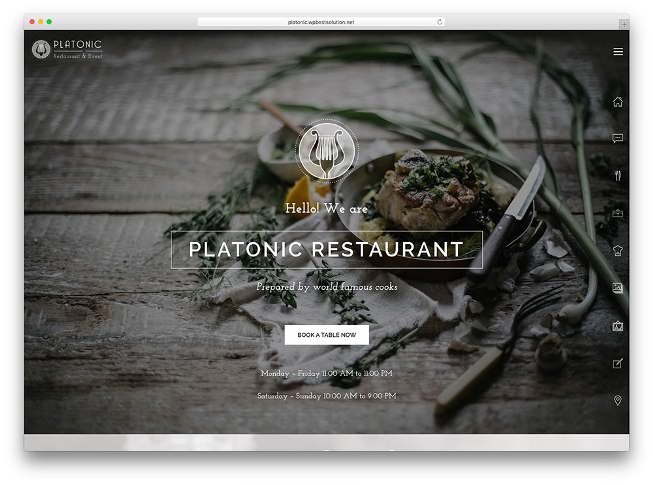 platonic.wpbestsolution.net
PLATONIC
Restaurant & Event
Hello! We are
PLATONIC RESTAURANT
Prepared by world famous cooks
BOOK A TABLE NOW
Monday – Friday 11:00 AM to 11:00 PM
Saturday – Sunday 10:00 AM to 9:00 PM